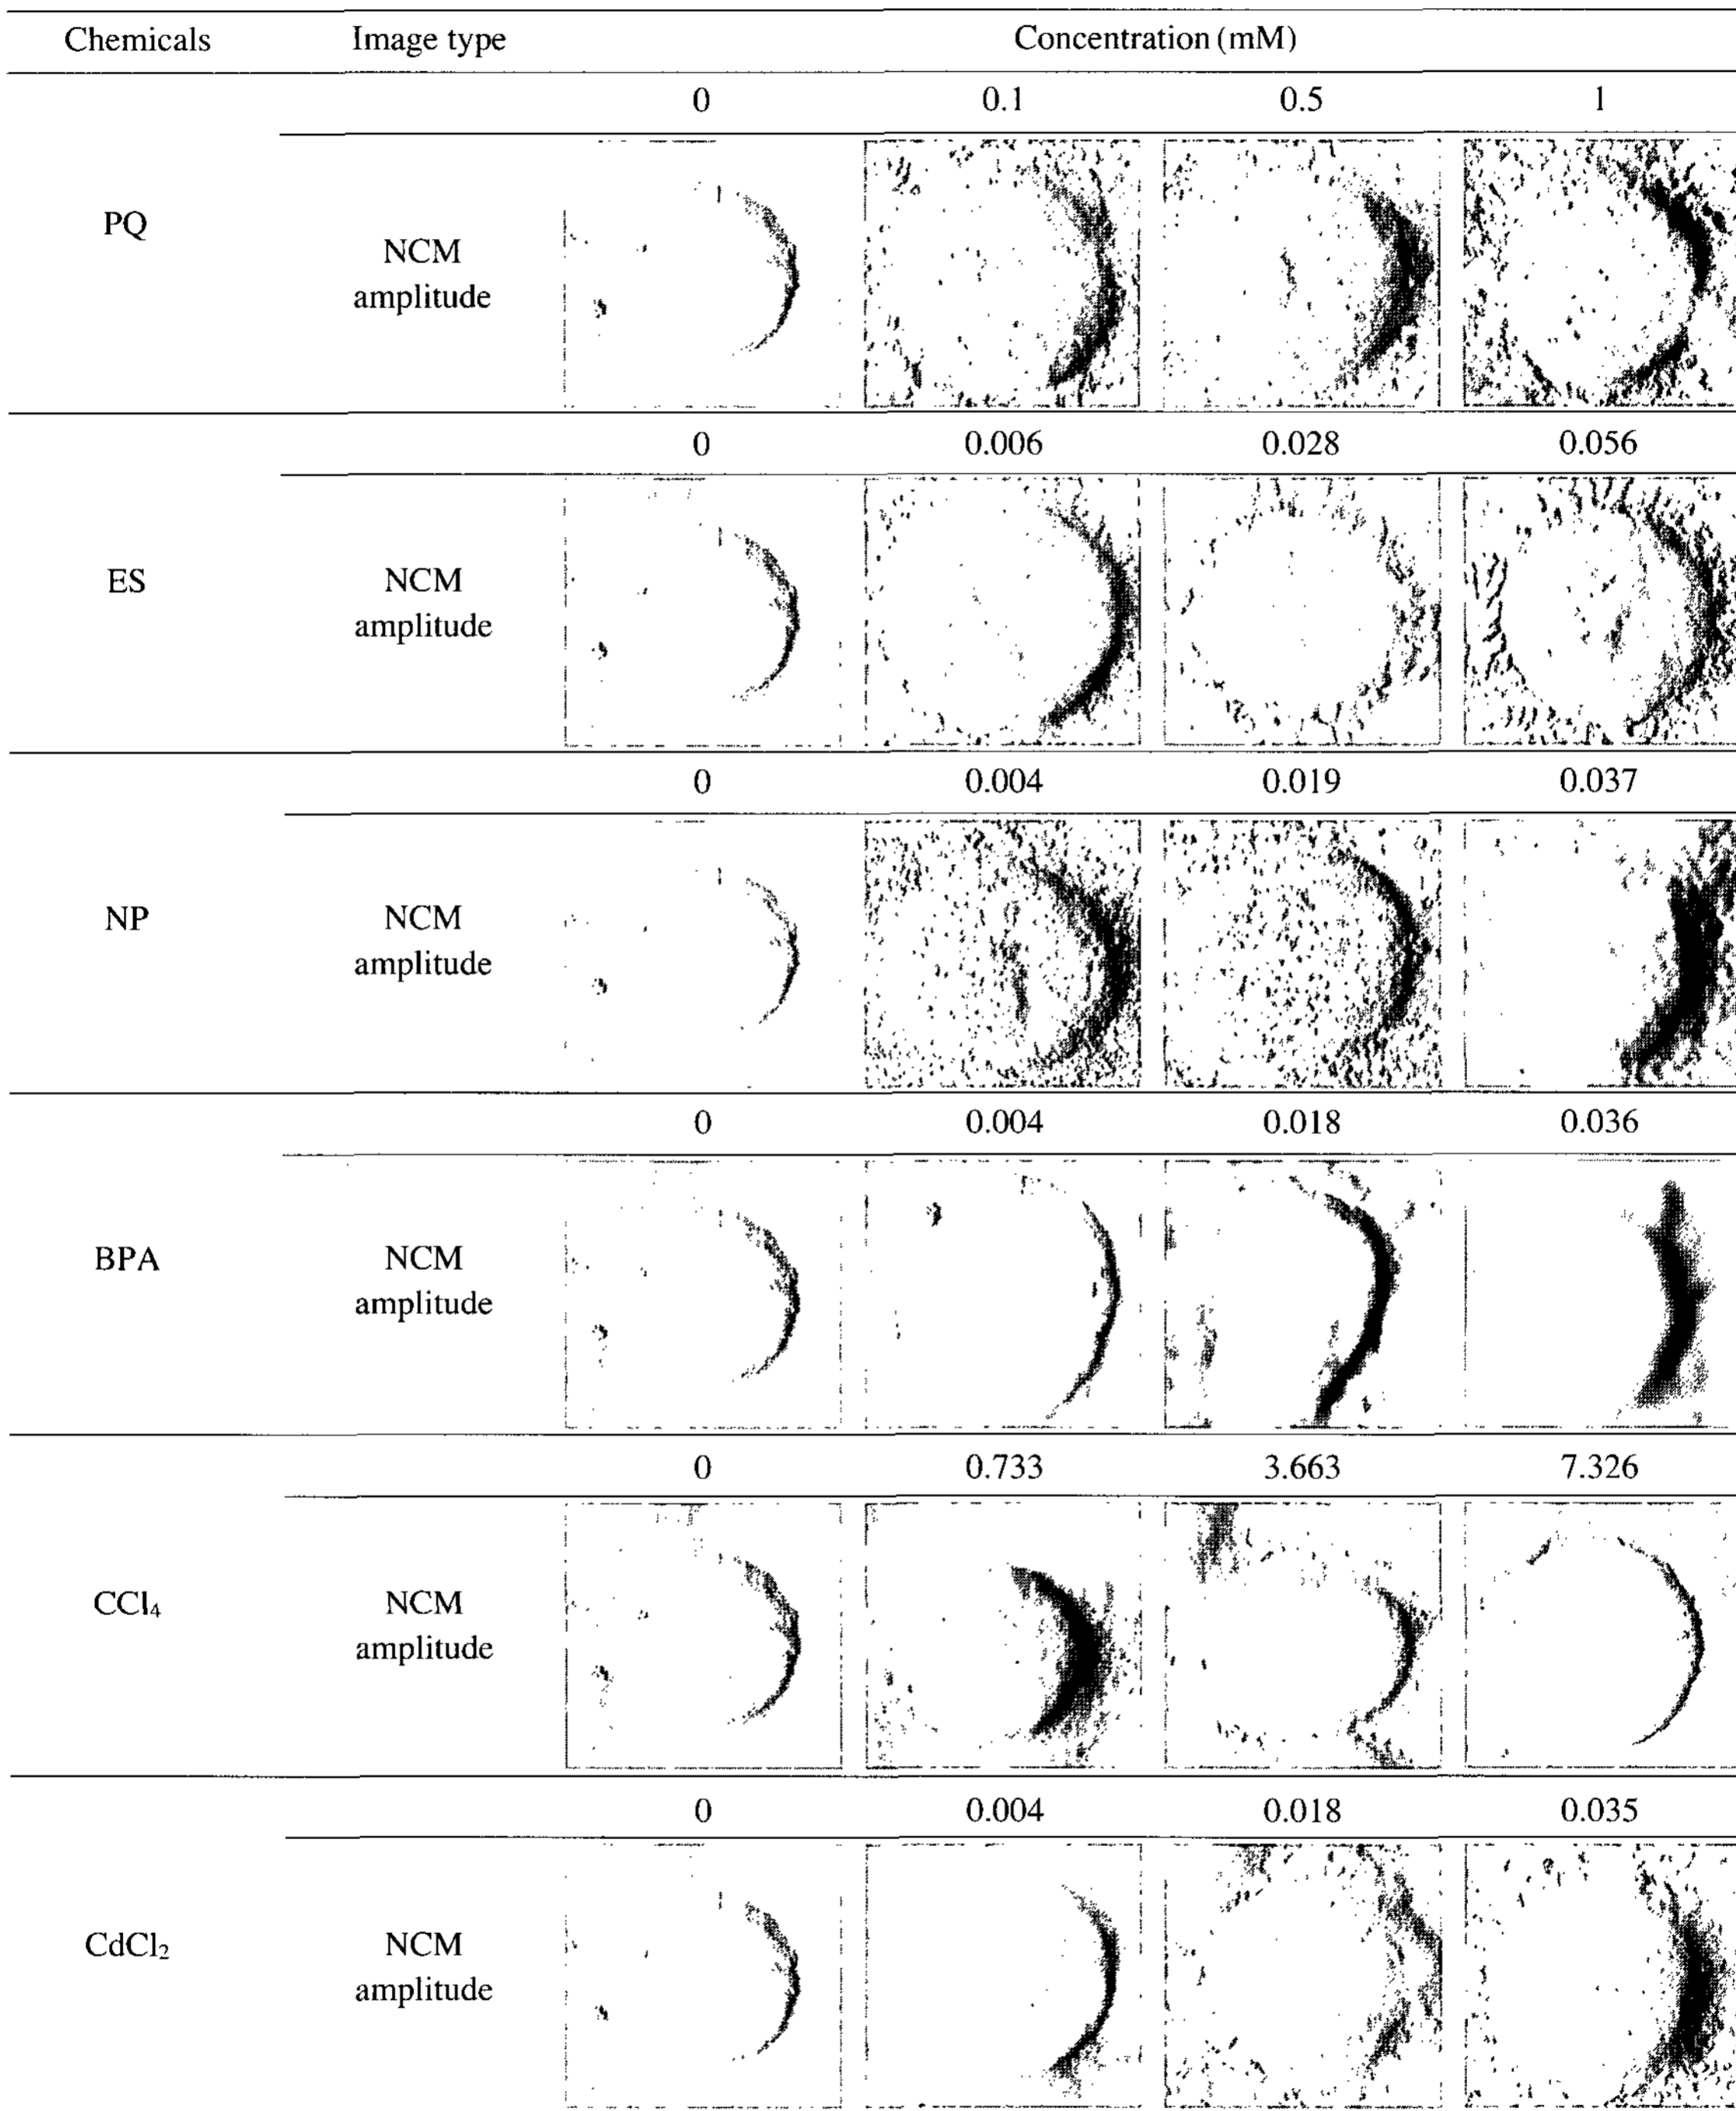 Chemicals Image type Concentration (mM)
0 0.1 0.5 1
PQ
NCM
amplitude
0 0.006 0.028 0.056
ES
NCM
amplitude
0 0.004 0.019 0.037
NP
NCM
amplitude
0 0.004 0.018 0.036
BPA
NCM
amplitude
0 0.733 3.663 7.326
CCl₄
NCM
amplitude
0 0.004 0.018 0.035
CdCl₂
NCM
amplitude